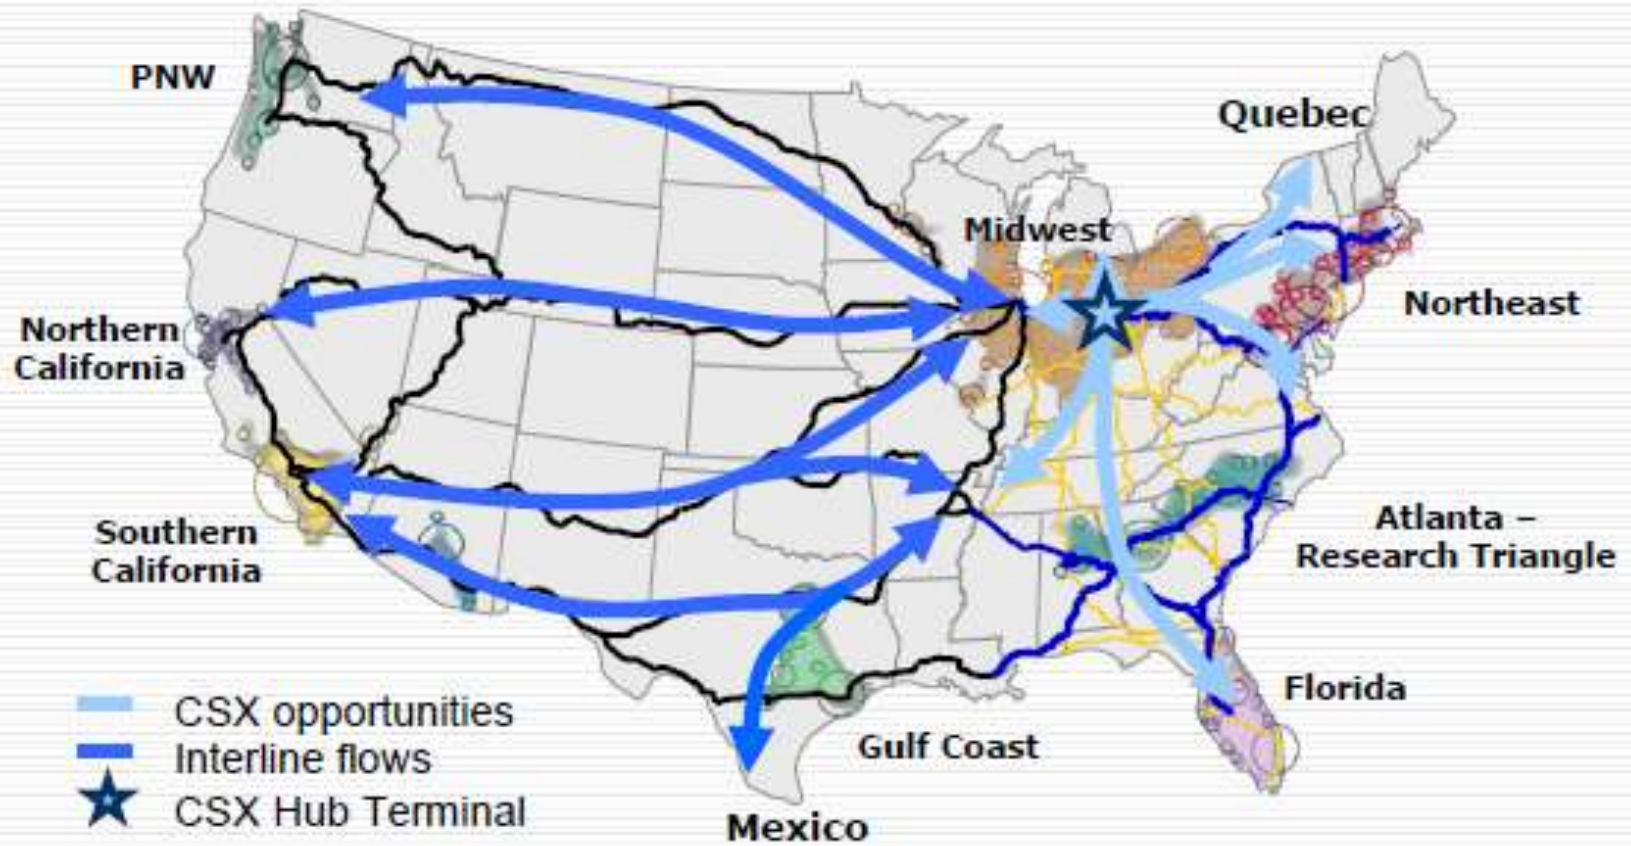 PNW
Quebec
Midwest
Northeast
Northern
California
Southern
California
Atlanta –
Research Triangle
Florida
Gulf Coast
Mexico
CSX opportunities
Interline flows
CSX Hub Terminal